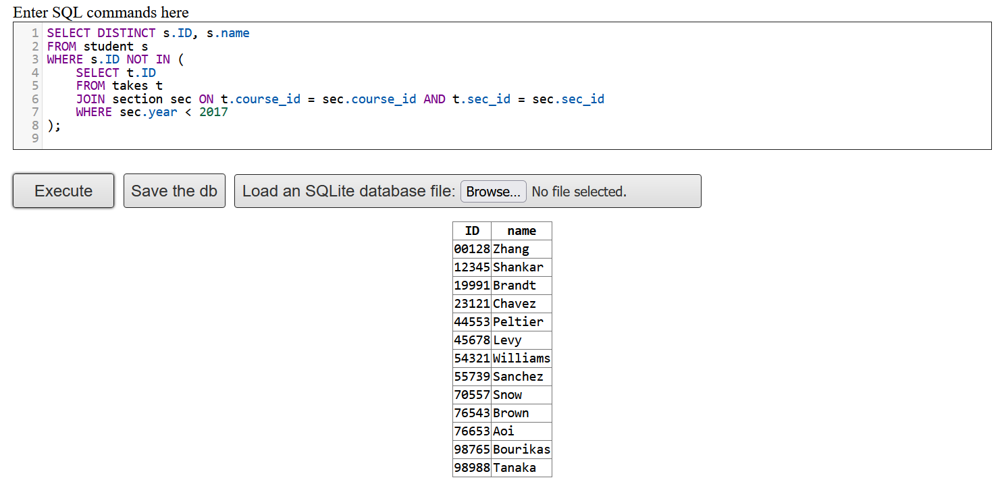 Enter SQL commands here
1 SELECT DISTINCT s.ID, s.name
2 FROM student s
3 WHERE s.ID NOT IN (
4     SELECT t.ID
5     FROM takes t
6     JOIN section sec ON t.course_id = sec.course_id AND t.sec_id = sec.sec_id
7     WHERE sec.year < 2017
8 );
9
Execute Save the db Load an SQLite database file: Browse... No file selected.
ID name
00128 Zhang
12345 Shankar
19991 Brandt
23121 Chavez
44553 Peltier
45678 Levy
54321 Williams
55739 Sanchez
70557 Snow
76543 Brown
76653 Aoi
98765 Bourikas
98988 Tanaka